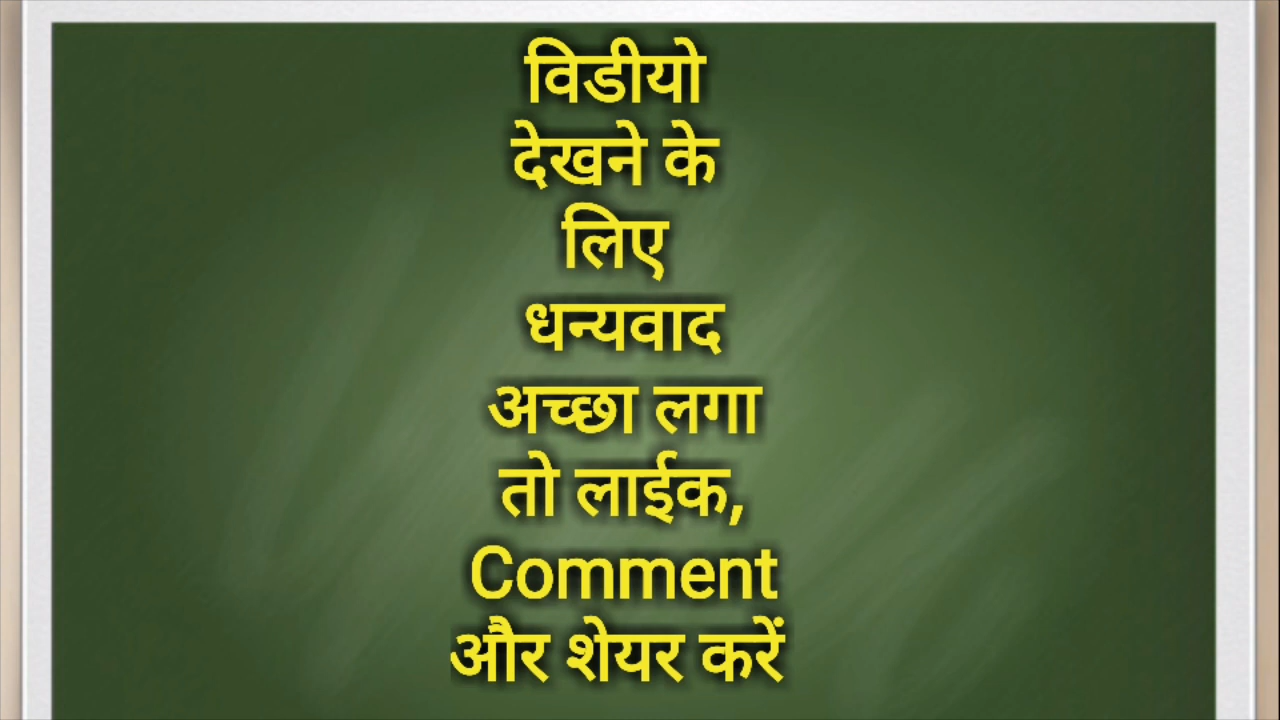 विडीयो
देखने के
लिए
धन्यवाद
अच्छा लगा
तो लाईक,
Comment
और शेयर करें